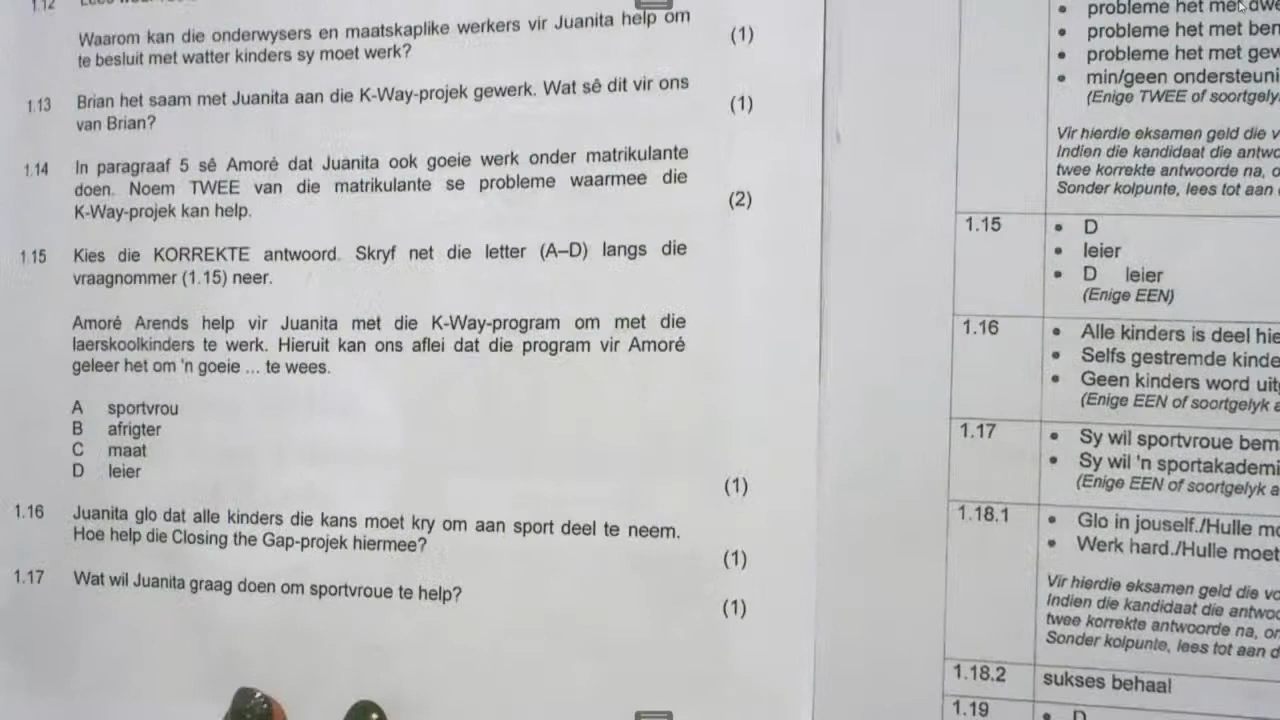 1.12
Waarom kan die onderwysers en maatskaplike werkers vir Juanita help om
te besluit met watter kinders sy moet werk?
(1)
1.13 Brian het saam met Juanita aan die K-Way-projek gewerk. Wat sê dit vir ons
van Brian?
(1)
1.14 In paragraaf 5 sê Amoré dat Juanita ook goeie werk onder matrikulante
doen. Noem TWEE van die matrikulante se probleme waarmee die
K-Way-projek kan help.
(2)
1.15 Kies die KORREKTE antwoord. Skryf net die letter (A–D) langs die
vraagnommer (1.15) neer.
Amoré Arends help vir Juanita met die K-Way-program om met die
laerskoolkinders te werk. Hieruit kan ons aflei dat die program vir Amoré
geleer het om 'n goeie ... te wees.
A sportvrou
B afrigter
C maat
D leier
(1)
1.16 Juanita glo dat alle kinders die kans moet kry om aan sport deel te neem.
Hoe help die Closing the Gap-projek hiermee?
(1)
1.17 Wat wil Juanita graag doen om sportvroue te help?
(1)
• probleme het met
• probleme het met
• probleme het met
• min/geen
(Enige TWEE of
Vir hierdie eksamen geld die
Indien die kandidaat die
twee korrekte antwoorde na,
Sonder kolpunte, lees tot aan
1.15
• D
• leier
• D leier
(Enige EEN)
1.16
• Alle kinders is deel
• Selfs gestremde
• Geen kinders word
(Enige EEN of soortgelyk
1.17
• Sy wil sportvroue
• Sy wil 'n
(Enige EEN of soortgelyk
1.18.1
• Glo in jouself./Hulle
• Werk hard./Hulle moet
Vir hierdie eksamen geld die
Indien die kandidaat die
twee korrekte antwoorde na,
Sonder kolpunte, lees tot aan
1.18.2 sukses behaal
1.19
• D